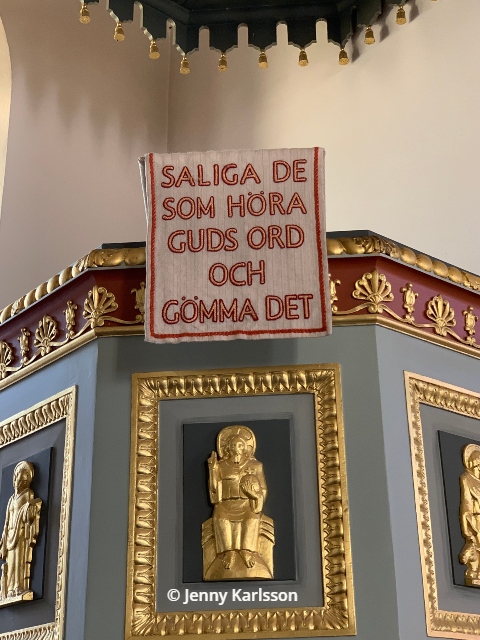 SALIGA DE
SOM HÖRA
GUDS ORD
OCH
GÖMMA DET
© Jenny Karlsson